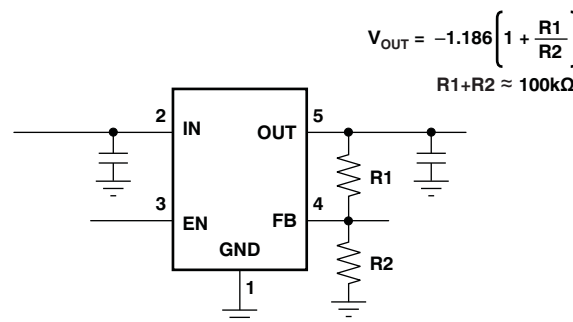 V_OUT = −1.186 [1 + R1/R2]
R1+R2 ≈ 100kΩ
2
5
IN
OUT
R1
3
4
EN
FB
GND
R2
1